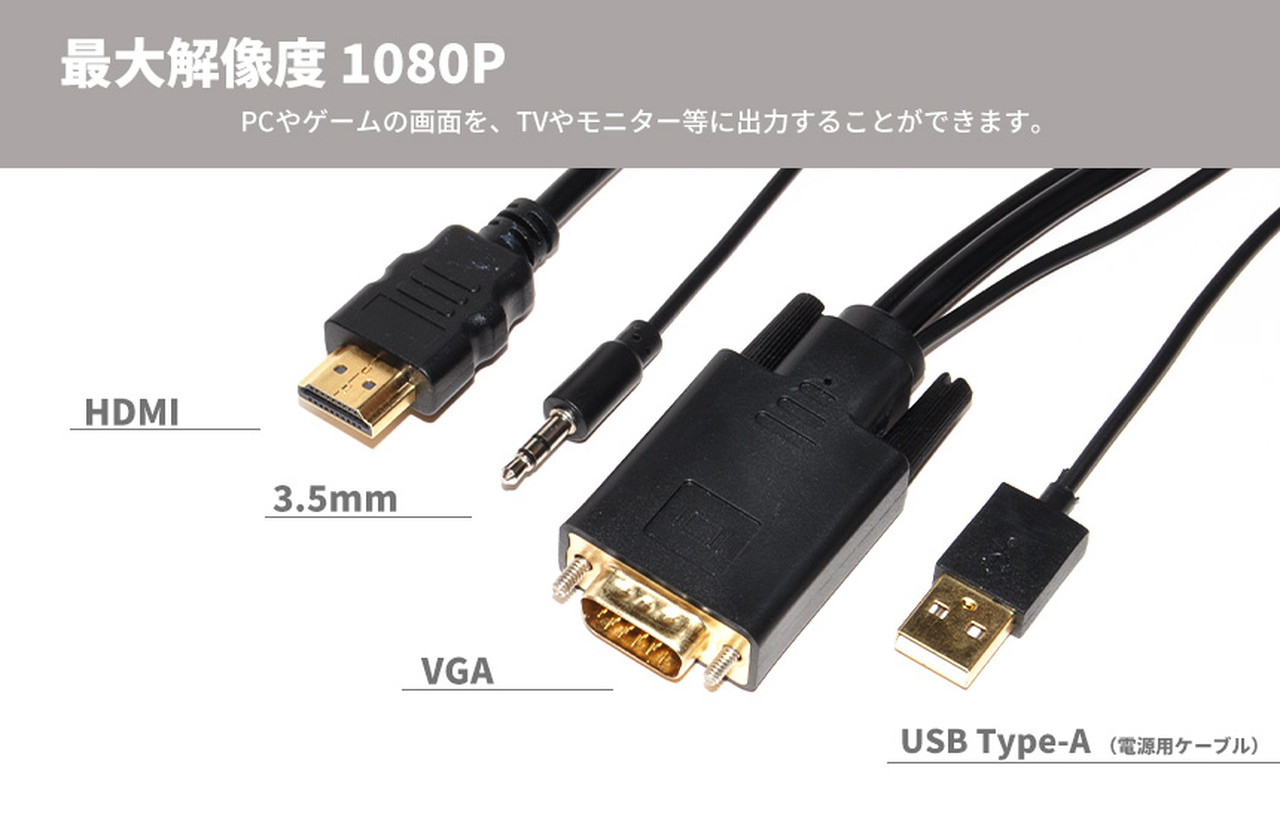 最大解像度 1080P
PCやゲームの画面を、TVやモニター等に出力することができます。
HDMI
3.5mm
VGA
USB Type-A （電源用ケーブル）